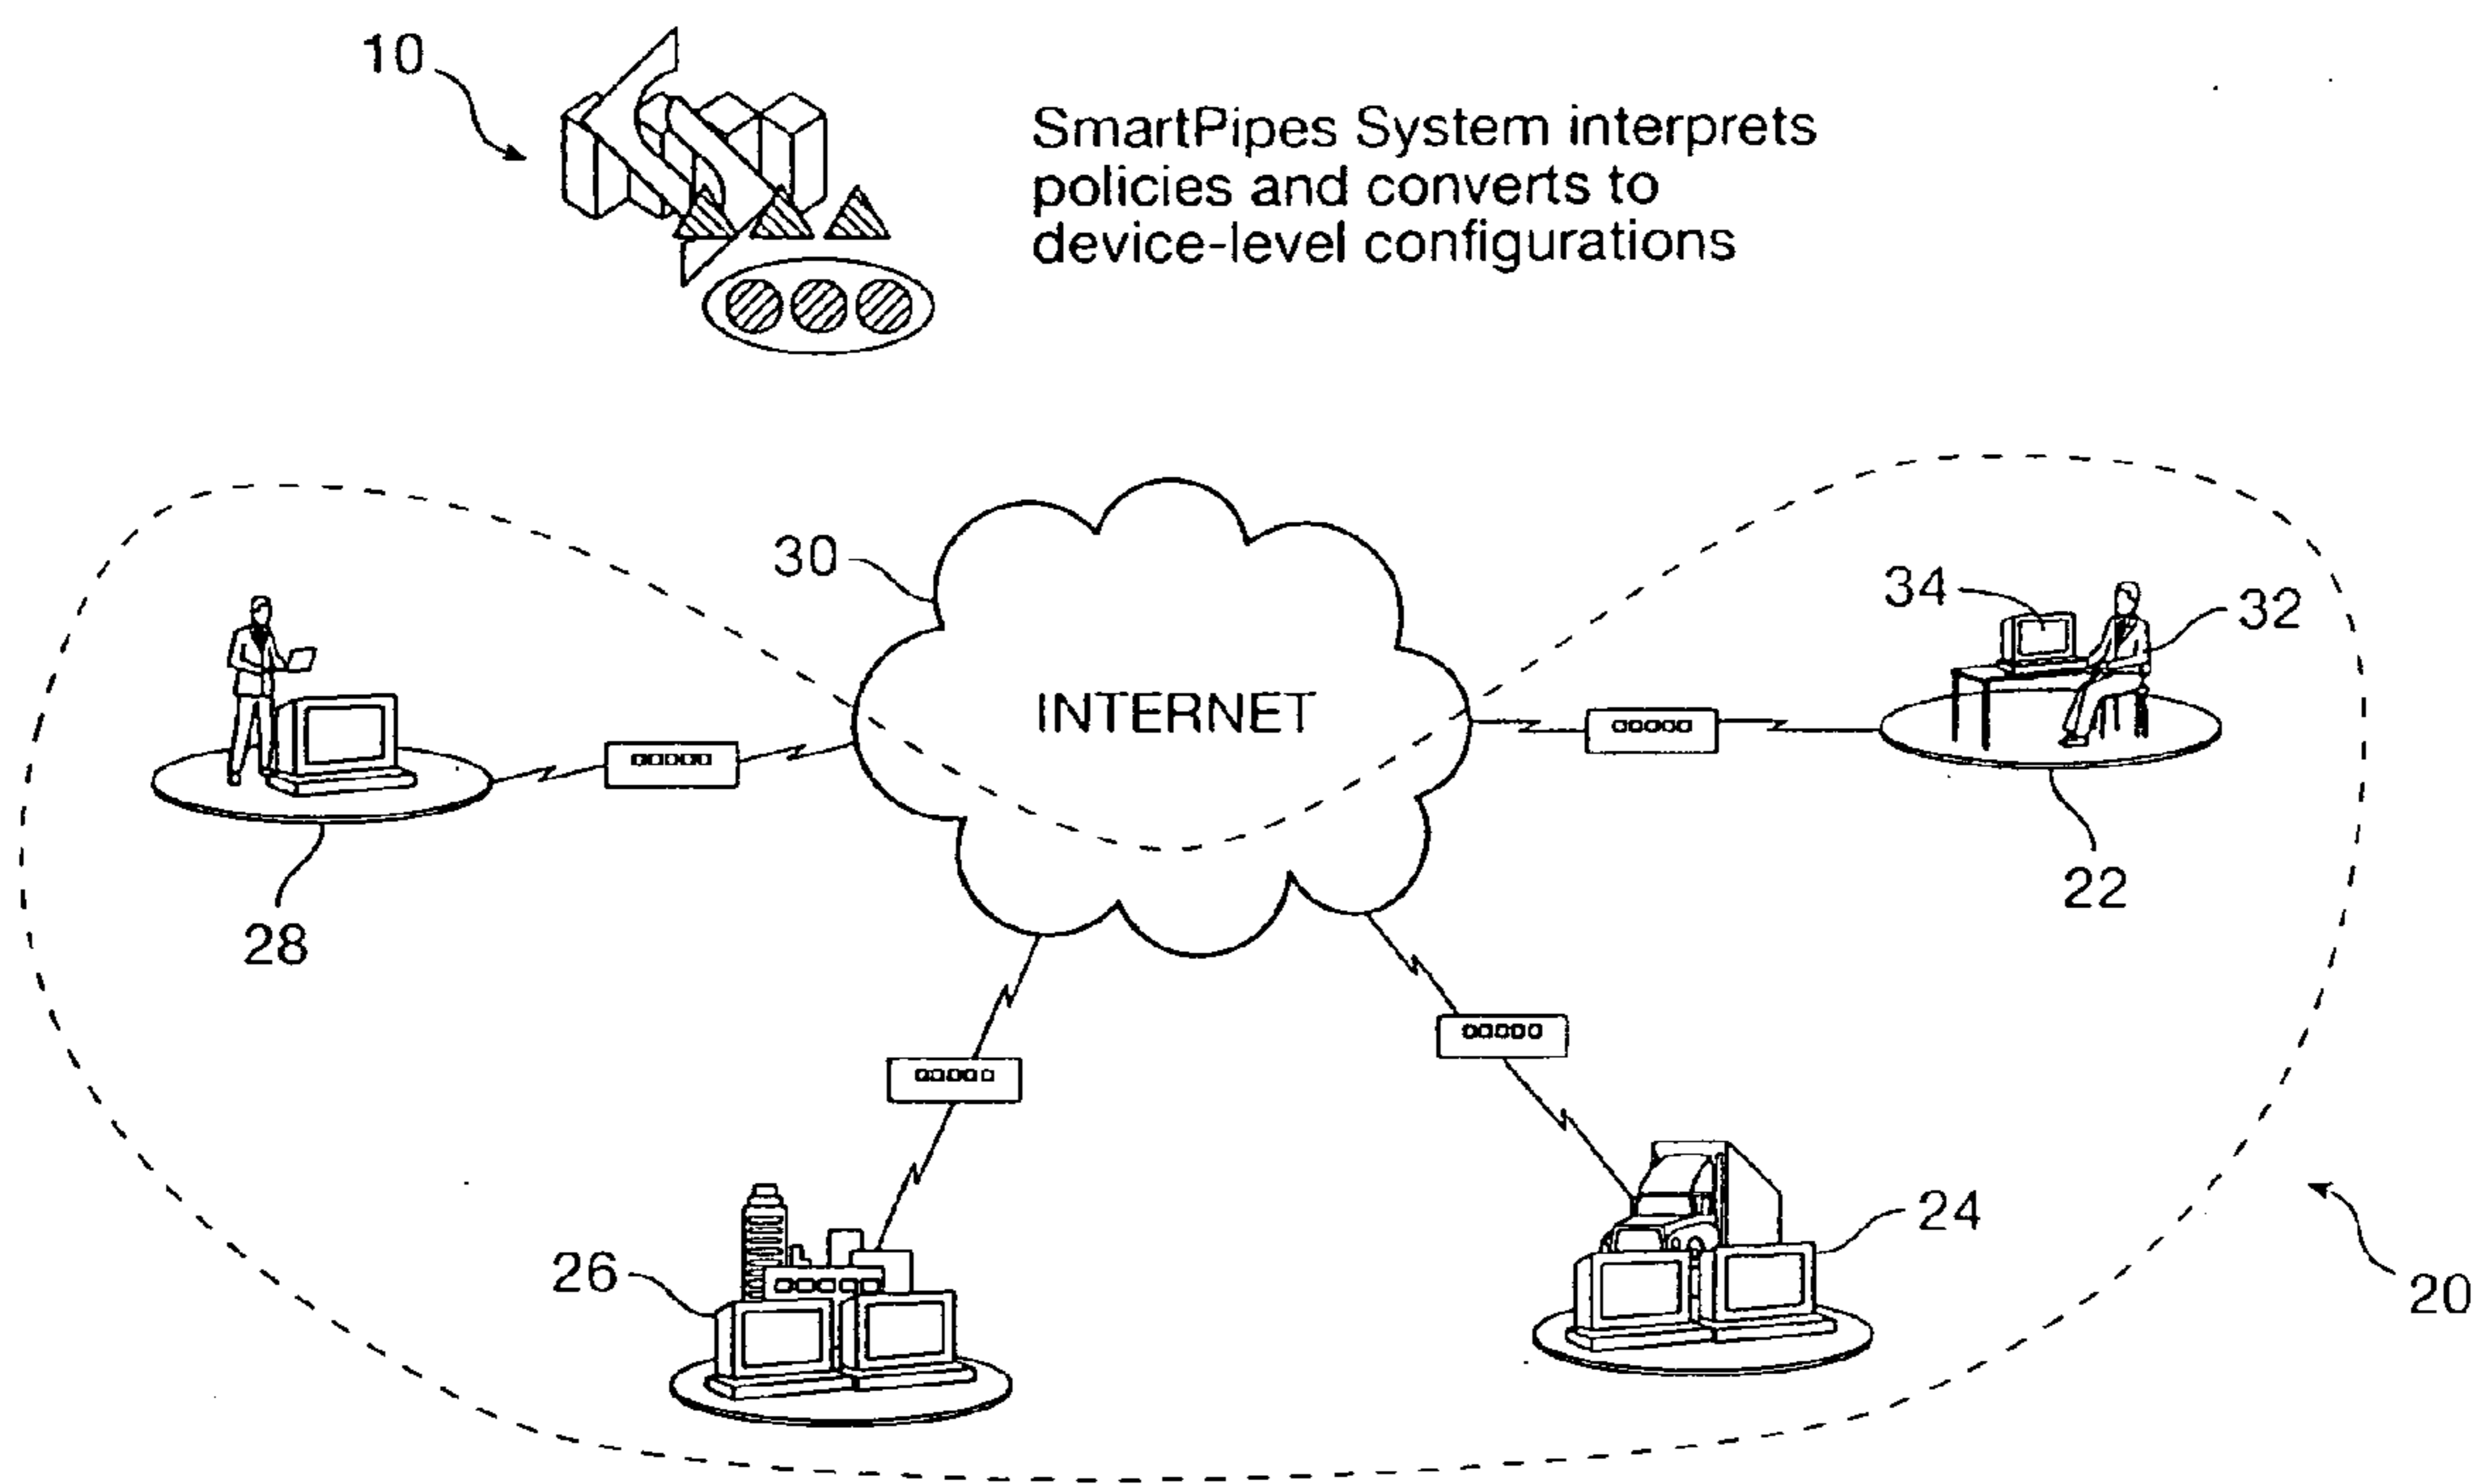 10
SmartPipes System interprets
policies and converts to
device-level configurations
30
34
32
INTERNET
22
28
24
26
20